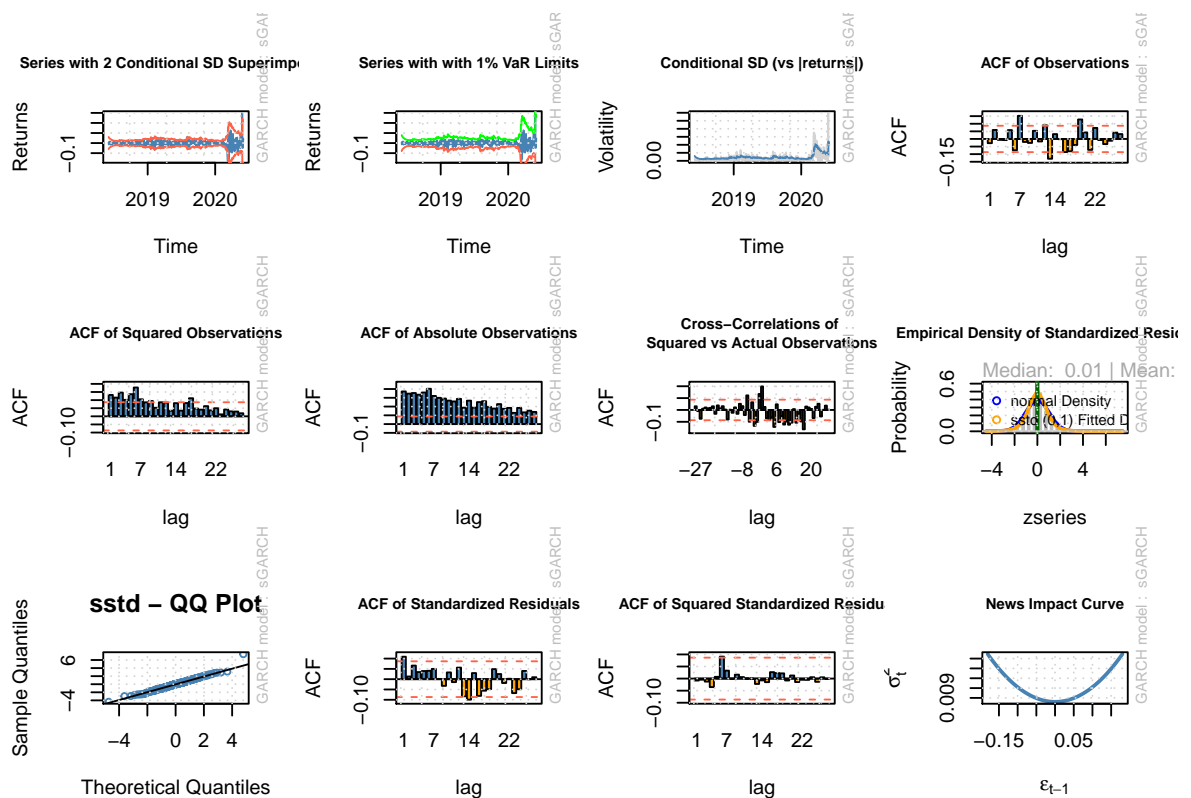 Series with 2 Conditional SD Superimpo
Returns
−0.1
2019 2020
Time
GARCH model : sGARCH
Series with with 1% VaR Limits
Returns
−0.1
2019 2020
Time
GARCH model : sGARCH
Conditional SD (vs |returns|)
Volatility
0.00
2019 2020
Time
GARCH model : sGARCH
ACF of Observations
ACF
−0.15
1 7 14 22
lag
GARCH model : sGAR
ACF of Squared Observations
ACF
−0.10
1 7 14 22
lag
GARCH model : sGARCH
ACF of Absolute Observations
ACF
−0.1
1 7 14 22
lag
GARCH model : sGARCH
Cross−Correlations of
Squared vs Actual Observations
ACF
−0.1
−27 −8 6 20
lag
GARCH model : sGARCH
Empirical Density of Standardized Resid
Median: 0.01 | Mean:
Probability
0.6
0.0
normal Density
sstd (0,1) Fitted D
−4 0 4
zseries
GARCH model : sGARCH
sstd − QQ Plot
Sample Quantiles
6
−4
−4 0 2 4
Theoretical Quantiles
GARCH model : sGARCH
ACF of Standardized Residuals
ACF
−0.10
1 7 14 22
lag
GARCH model : sGARCH
ACF of Squared Standardized Residu
ACF
−0.10
1 7 14 22
lag
GARCH model : sGARCH
News Impact Curve
σt2
0.009
−0.15 0.05
εt−1
GARCH model : sGARCH